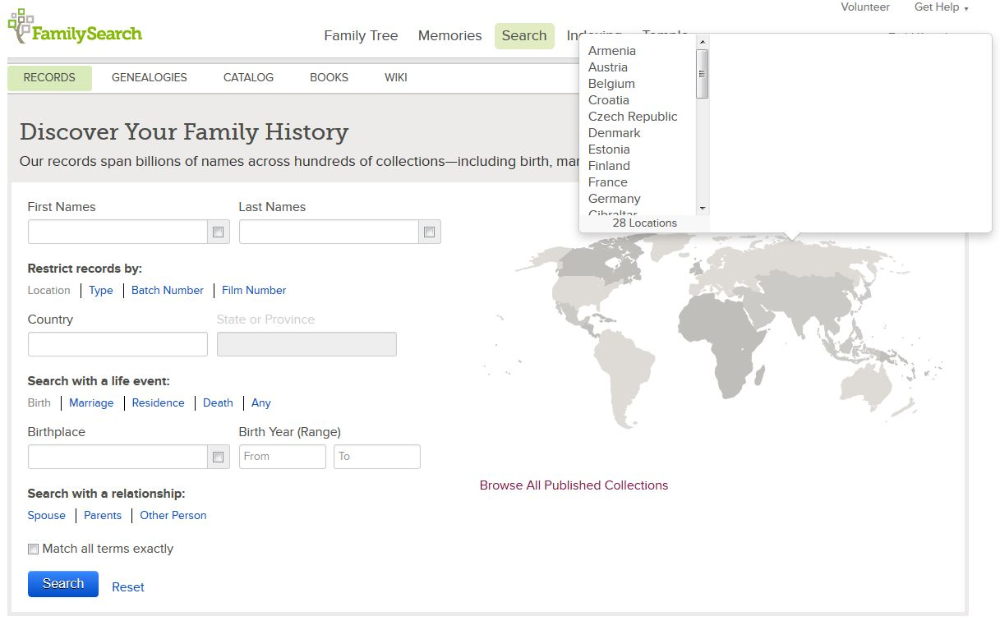 Volunteer Get Help
FamilySearch
Family Tree Memories Search
RECORDS GENEALOGIES CATALOG BOOKS WIKI
Armenia
Austria
Belgium
Croatia
Czech Republic
Denmark
Estonia
Finland
France
Germany
Gibraltar
28 Locations
Discover Your Family History
Our records span billions of names across hundreds of collections—including birth,
First Names Last Names
Restrict records by:
Location Type Batch Number Film Number
Country State or Province
Search with a life event:
Birth Marriage Residence Death Any
Birthplace Birth Year (Range)
From To
Search with a relationship:
Spouse Parents Other Person
Match all terms exactly
Search Reset
Browse All Published Collections